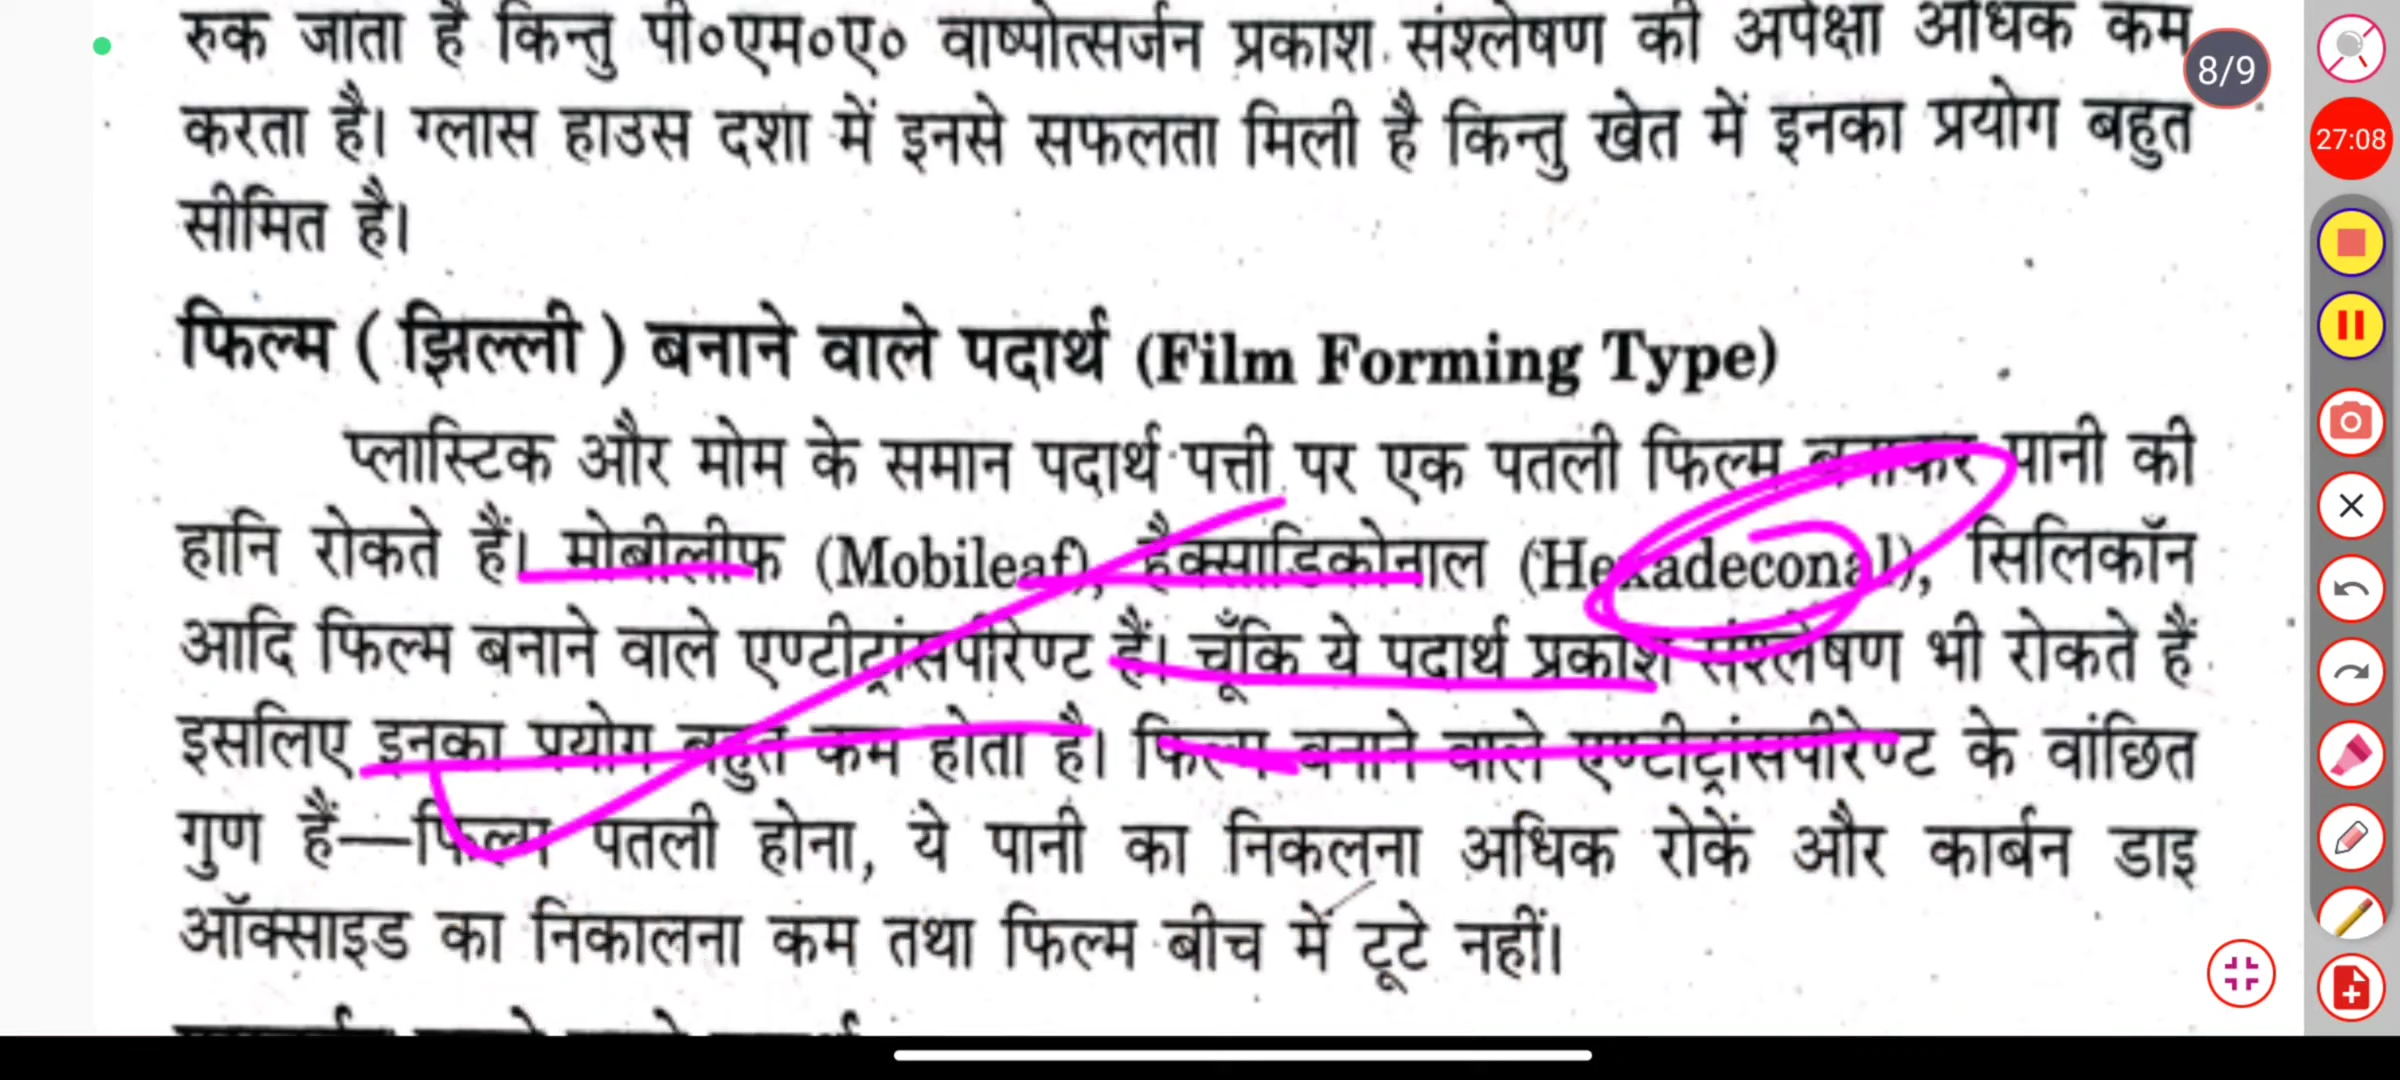 रुक जाता है किन्तु पी०एम०ए० वाष्पोत्सर्जन प्रकाश संश्लेषण की अपेक्षा अधिक कम
8/9
27:08
करता है। ग्लास हाउस दशा में इनसे सफलता मिली है किन्तु खेत में इनका प्रयोग बहुत
सीमित है।
फिल्म ( झिल्ली ) बनाने वाले पदार्थ (Film Forming Type)
प्लास्टिक और मोम के समान पदार्थ पत्ती पर एक पतली फिल्म बनाकर पानी की
हानि रोकते हैं। मोबीलीफ (Mobileaf), हैक्साडिकोनाल (Hexadeconal), सिलिकॉन
आदि फिल्म बनाने वाले एण्टीट्रांसपीरेण्ट हैं। चूँकि ये पदार्थ प्रकाश संश्लेषण भी रोकते हैं
इसलिए इनका प्रयोग बहुत कम होता है। फिल्म बनाने वाले एण्टीट्रांसपीरेण्ट के वांछित
गुण हैं—फिल्म पतली होना, ये पानी का निकलना अधिक रोकें और कार्बन डाइ
ऑक्साइड का निकालना कम तथा फिल्म बीच में टूटे नहीं।